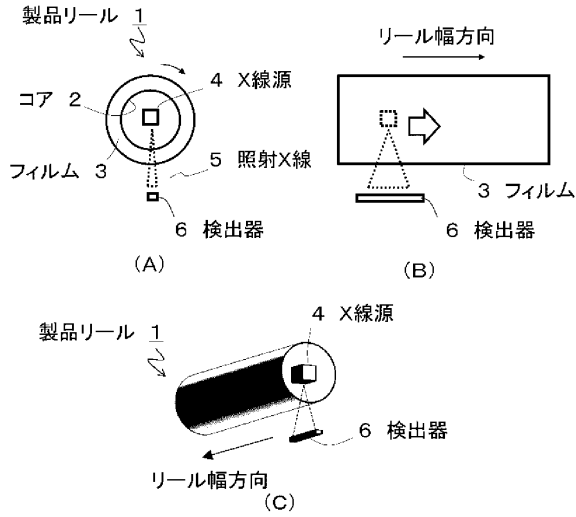 製品リール 1
コア 2
4 X線源
フィルム 3
5 照射X線
6 検出器
(A)
リール幅方向
3 フィルム
6 検出器
(B)
製品リール 1
4 X線源
6 検出器
リール幅方向
(C)